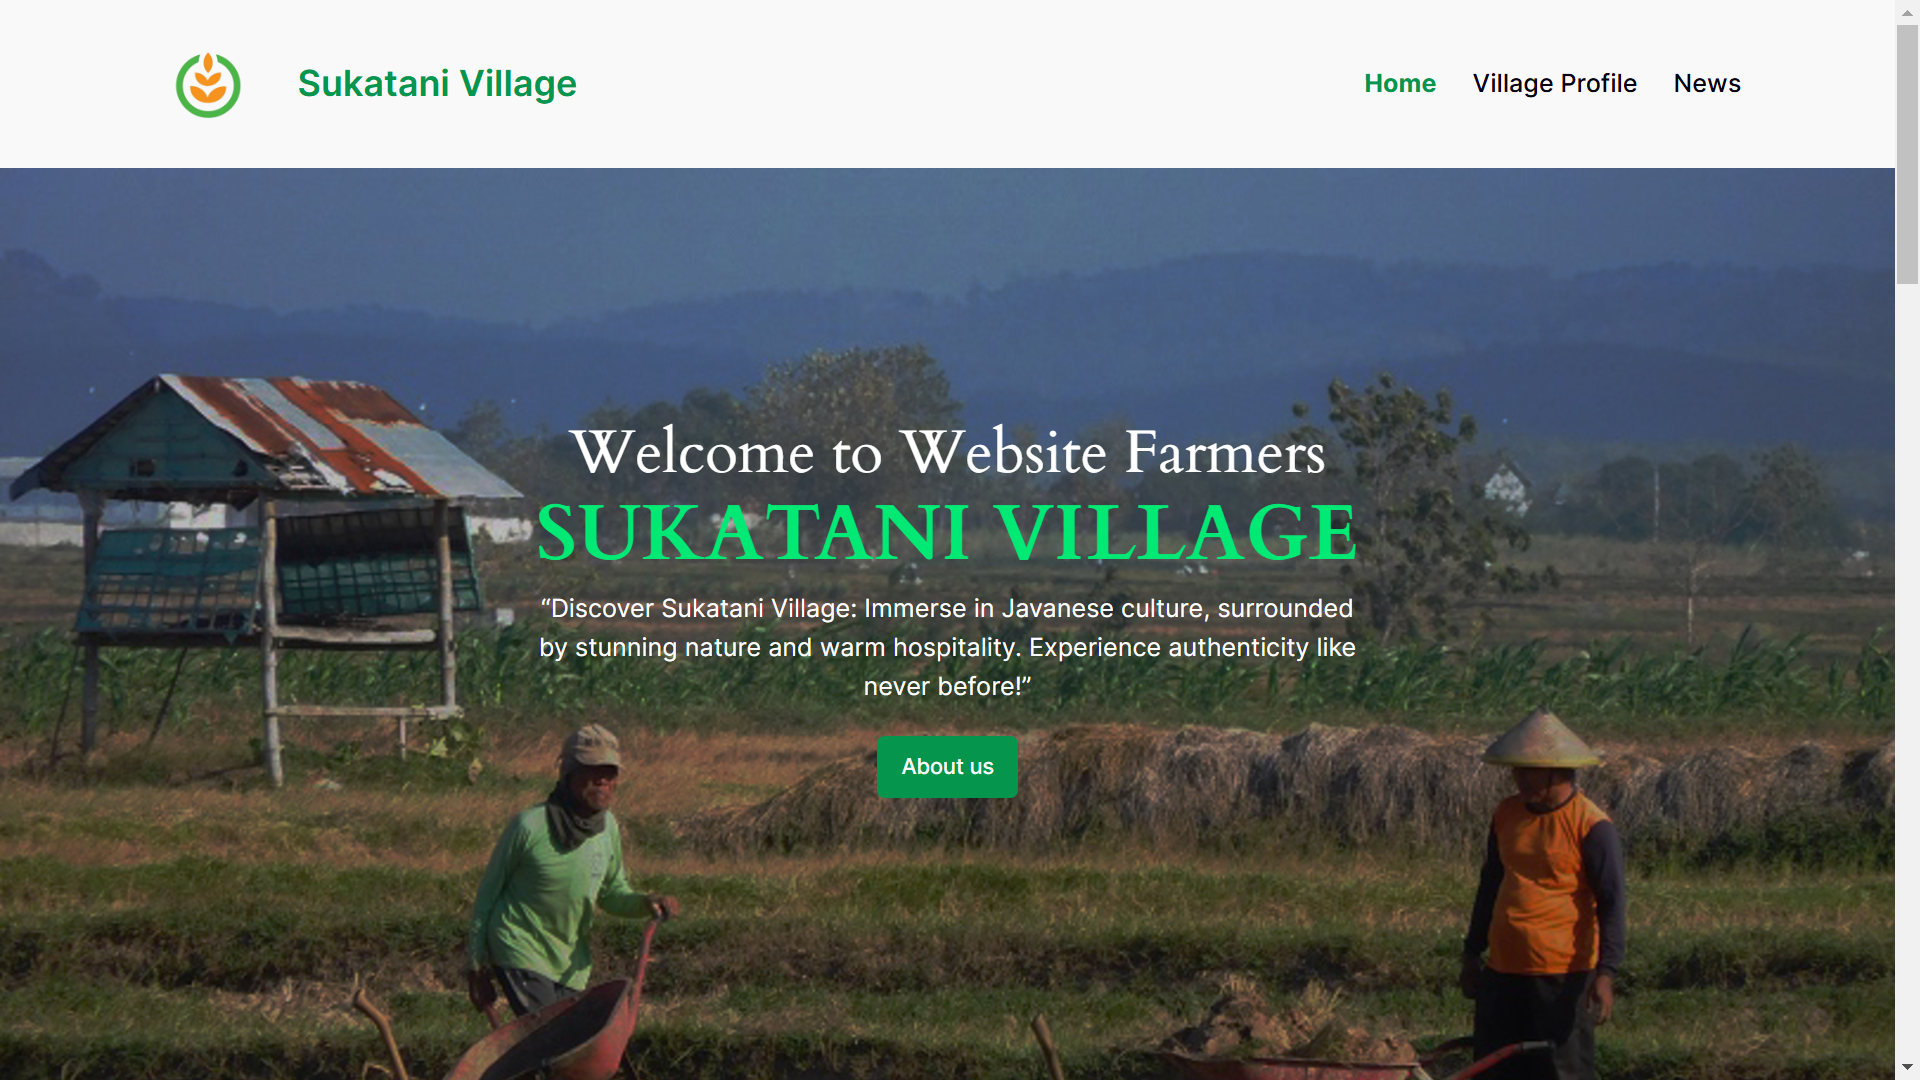 Sukatani Village
Home
Village Profile
News
Welcome to Website Farmers
SUKATANI VILLAGE
“Discover Sukatani Village: Immerse in Javanese culture, surrounded
by stunning nature and warm hospitality. Experience authenticity like
never before!”
About us